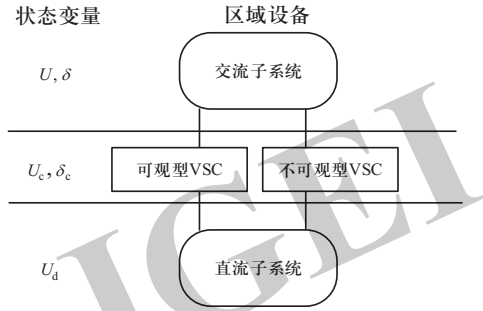 状态变量 区域设备
U, δ 交流子系统
Uc, δc 可观型VSC 不可观型VSC
Ud 直流子系统
IGEI